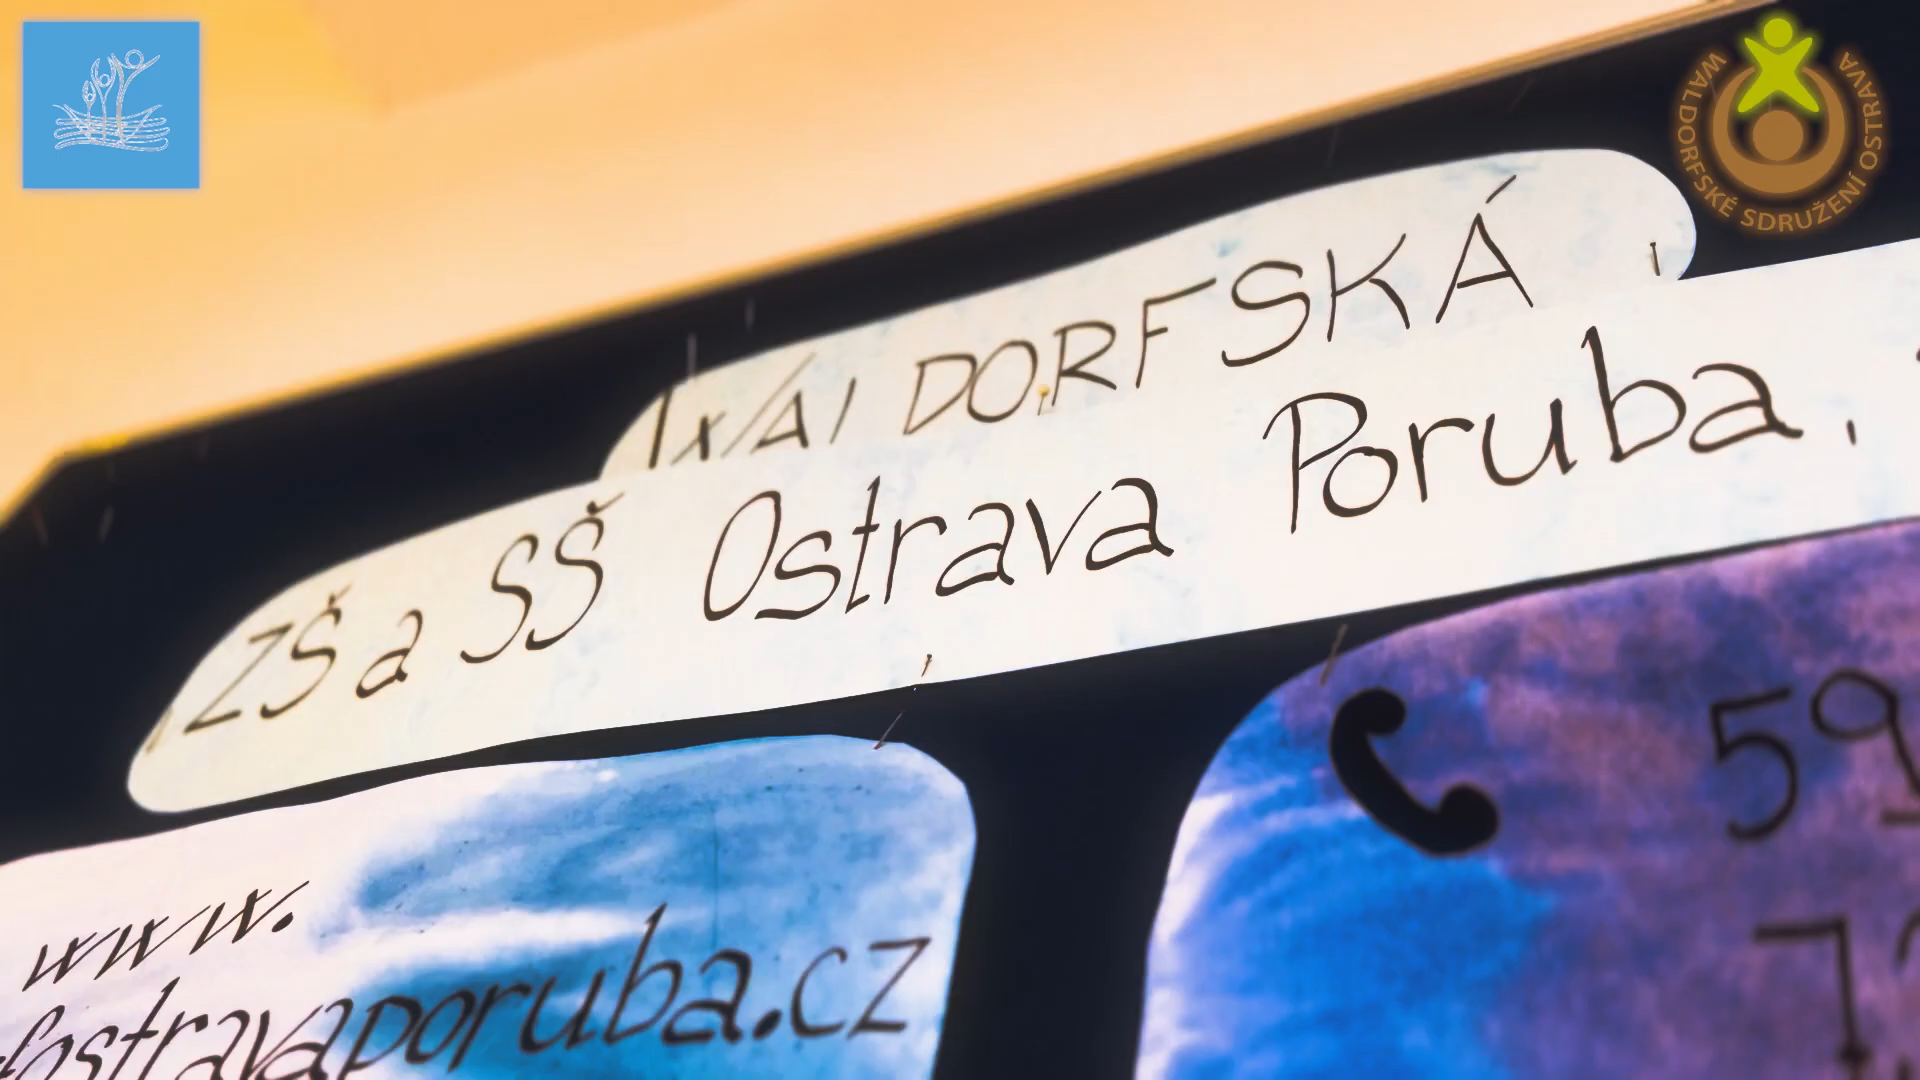 WALDORFSKÉ SDRUŽENÍ OSTRAVA
WALDORFSKÁ
ZŠ a SŠ Ostrava Poruba,
www.
ostravaporuba.cz
59